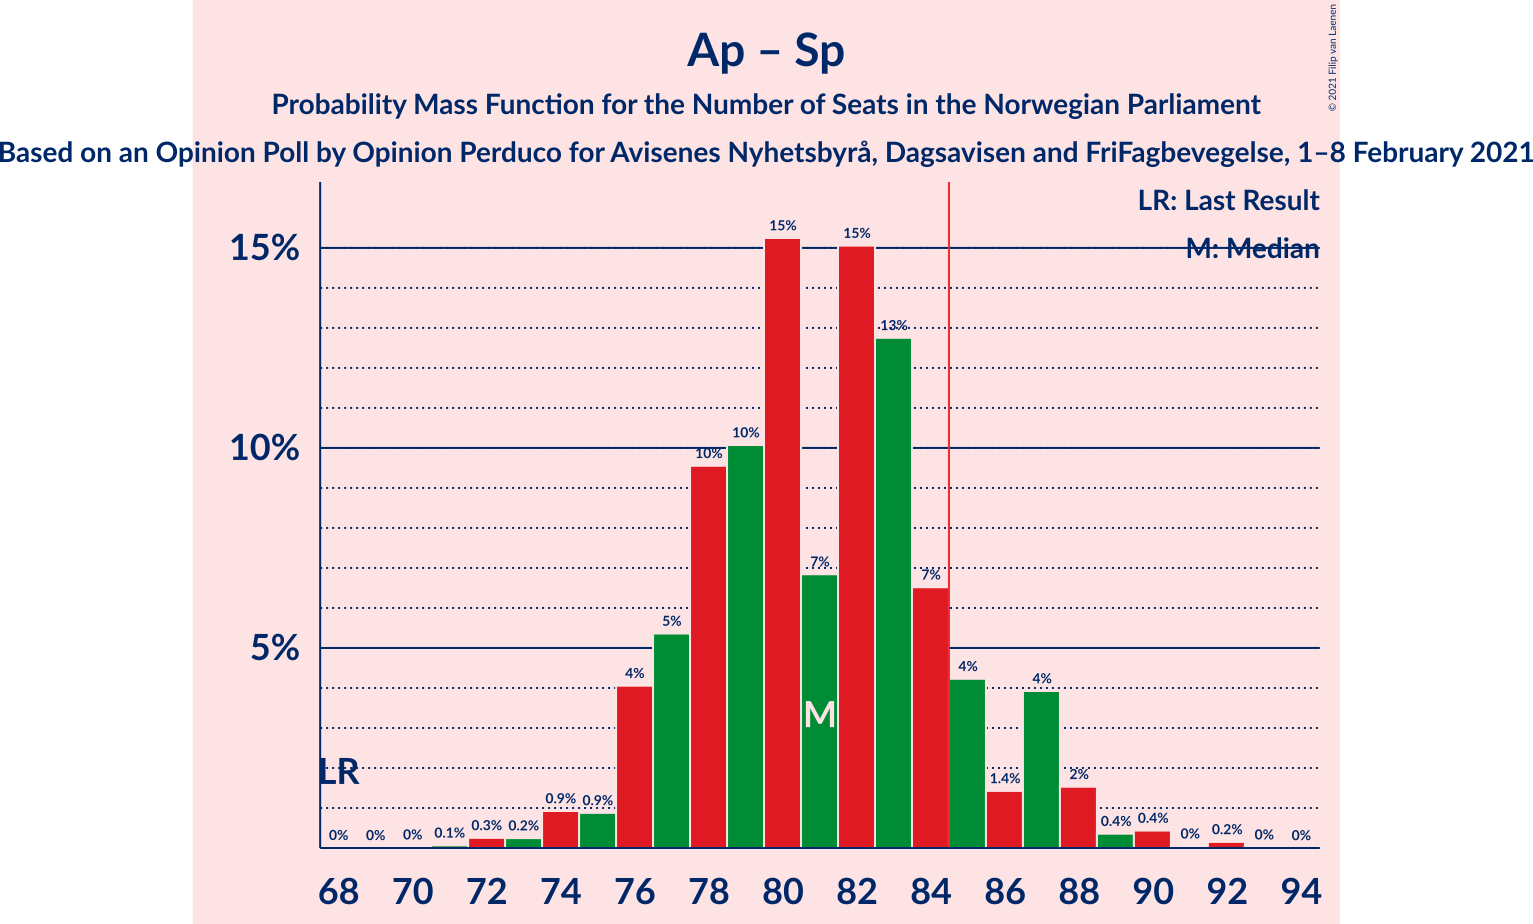 Ap – Sp
Probability Mass Function for the Number of Seats in the Norwegian Parliament
Based on an Opinion Poll by Opinion Perduco for Avisenes Nyhetsbyrå, Dagsavisen and FriFagbevegelse, 1–8 February 2021
© 2021 Filip van Laenen
LR: Last Result
M: Median
15%
10%
5%
0% 0% 0% 0.1% 0.3% 0.2% 0.9% 0.9% 4% 5% 10% 10% 15% 7% 15% 13% 7% 4% 1.4% 4% 2% 0.4% 0.4% 0% 0.2% 0% 0%
M
LR
68 70 72 74 76 78 80 82 84 86 88 90 92 94